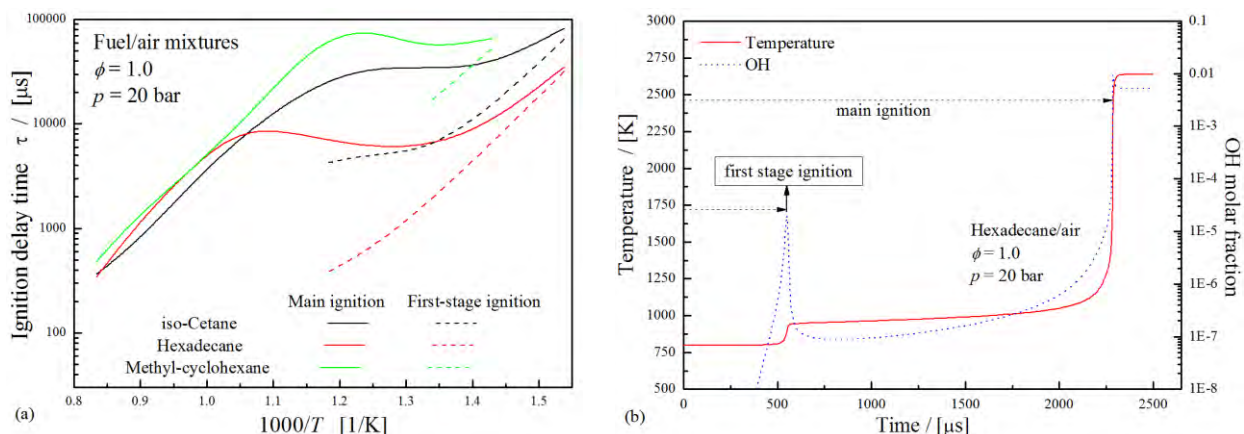 100000
10000
1000
100
Ignition delay time τ / [μs]
Fuel/air mixtures
ϕ = 1.0
p = 20 bar
Main ignition First-stage ignition
iso-Cetane
Hexadecane
Methyl-cyclohexane
(a)
0.8 0.9 1.0 1.1 1.2 1.3 1.4 1.5
1000/T [1/K]
3000
2750
2500
2250
2000
1750
1500
1250
1000
750
500
Temperature / [K]
Temperature
OH
main ignition
first stage ignition
Hexadecane/air
ϕ = 1.0
p = 20 bar
0.1
0.01
1E-3
1E-4
1E-5
1E-6
1E-7
1E-8
OH molar fraction
(b)
0 500 1000 1500 2000 2500
Time / [μs]